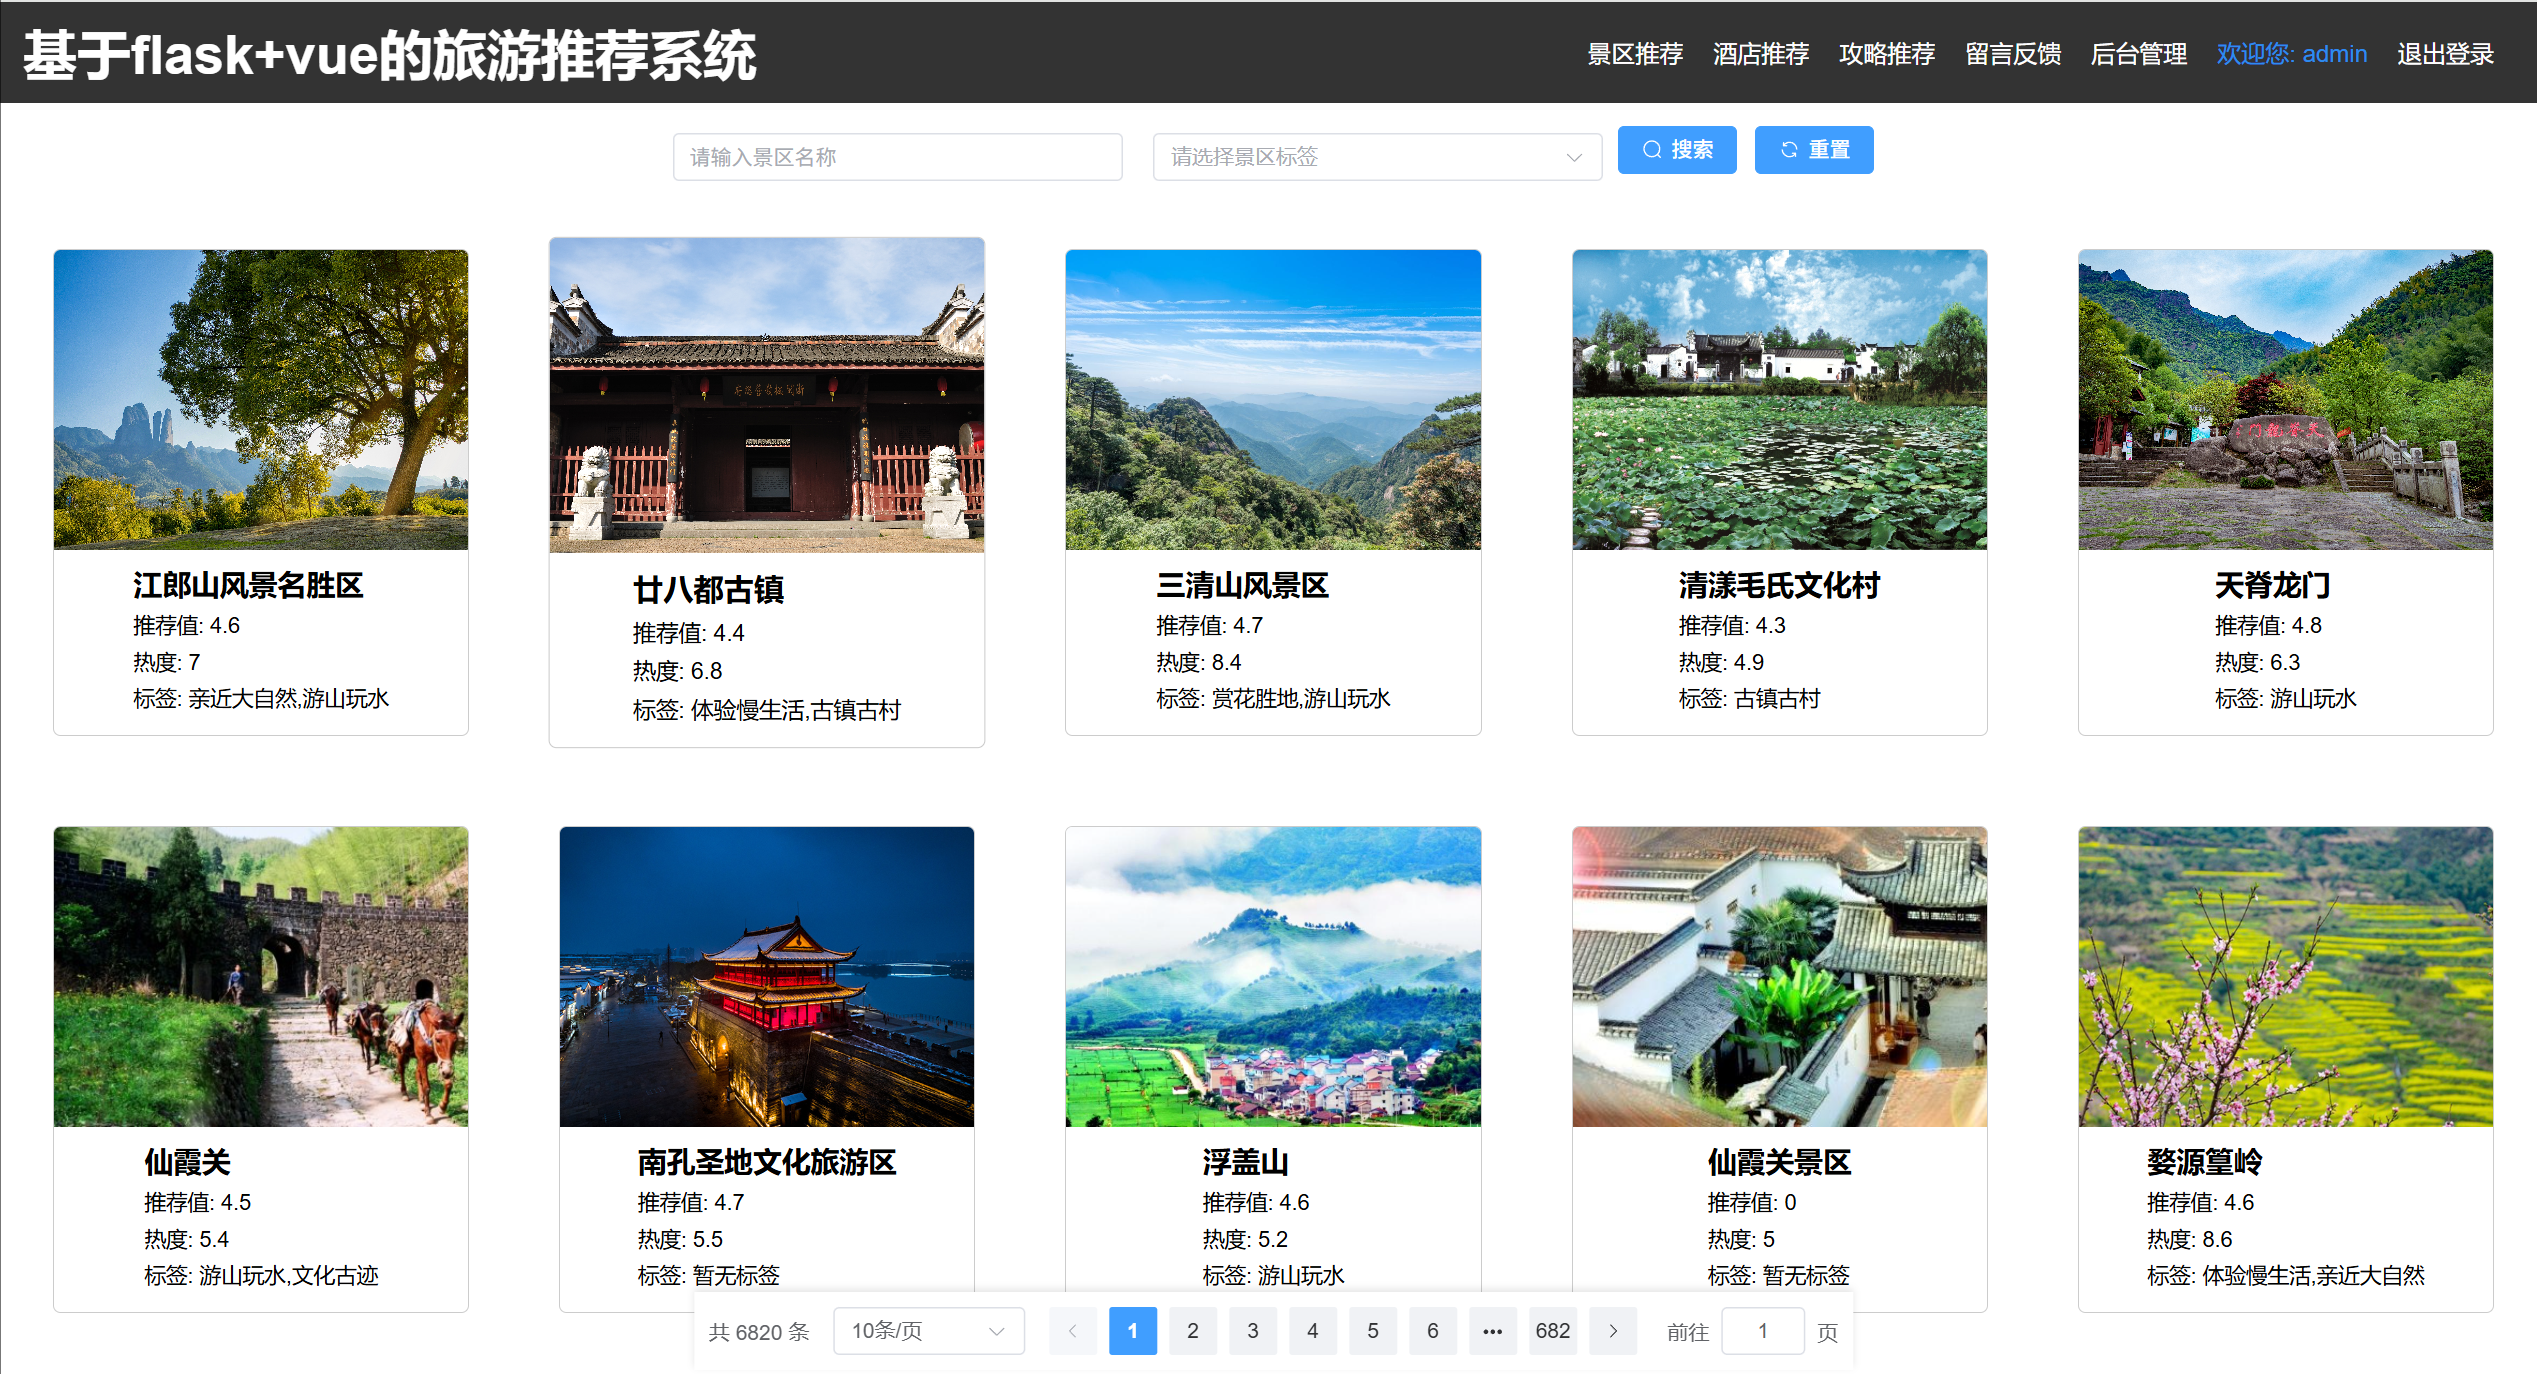 基于flask+vue的旅游推荐系统
景区推荐 酒店推荐 攻略推荐 留言反馈 后台管理 欢迎您: admin 退出登录
请输入景区名称 请选择景区标签 搜索 重置
江郎山风景名胜区
推荐值: 4.6
热度: 7
标签: 亲近大自然,游山玩水
廿八都古镇
推荐值: 4.4
热度: 6.8
标签: 体验慢生活,古镇古村
三清山风景区
推荐值: 4.7
热度: 8.4
标签: 赏花胜地,游山玩水
清漾毛氏文化村
推荐值: 4.3
热度: 4.9
标签: 古镇古村
天脊龙门
推荐值: 4.8
热度: 6.3
标签: 游山玩水
仙霞关
推荐值: 4.5
热度: 5.4
标签: 游山玩水,文化古迹
南孔圣地文化旅游区
推荐值: 4.7
热度: 5.5
标签: 暂无标签
浮盖山
推荐值: 4.6
热度: 5.2
标签: 游山玩水
仙霞关景区
推荐值: 0
热度: 5
标签: 暂无标签
婺源篁岭
推荐值: 4.6
热度: 8.6
标签: 体验慢生活,亲近大自然
共 6820 条 10条/页 1 2 3 4 5 6 ••• 682 前往 1 页